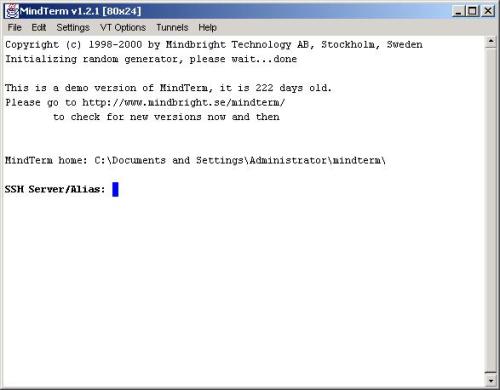 MindTerm v1.2.1 [80x24]
File Edit Settings VT Options Tunnels Help
Copyright (c) 1998-2000 by Mindbright Technology AB, Stockholm, Sweden
Initializing random generator, please wait...done
This is a demo version of MindTerm, it is 222 days old.
Please go to http://www.mindbright.se/mindterm/
to check for new versions now and then
MindTerm home: C:\Documents and Settings\Administrator\mindterm\
SSH Server/Alias: